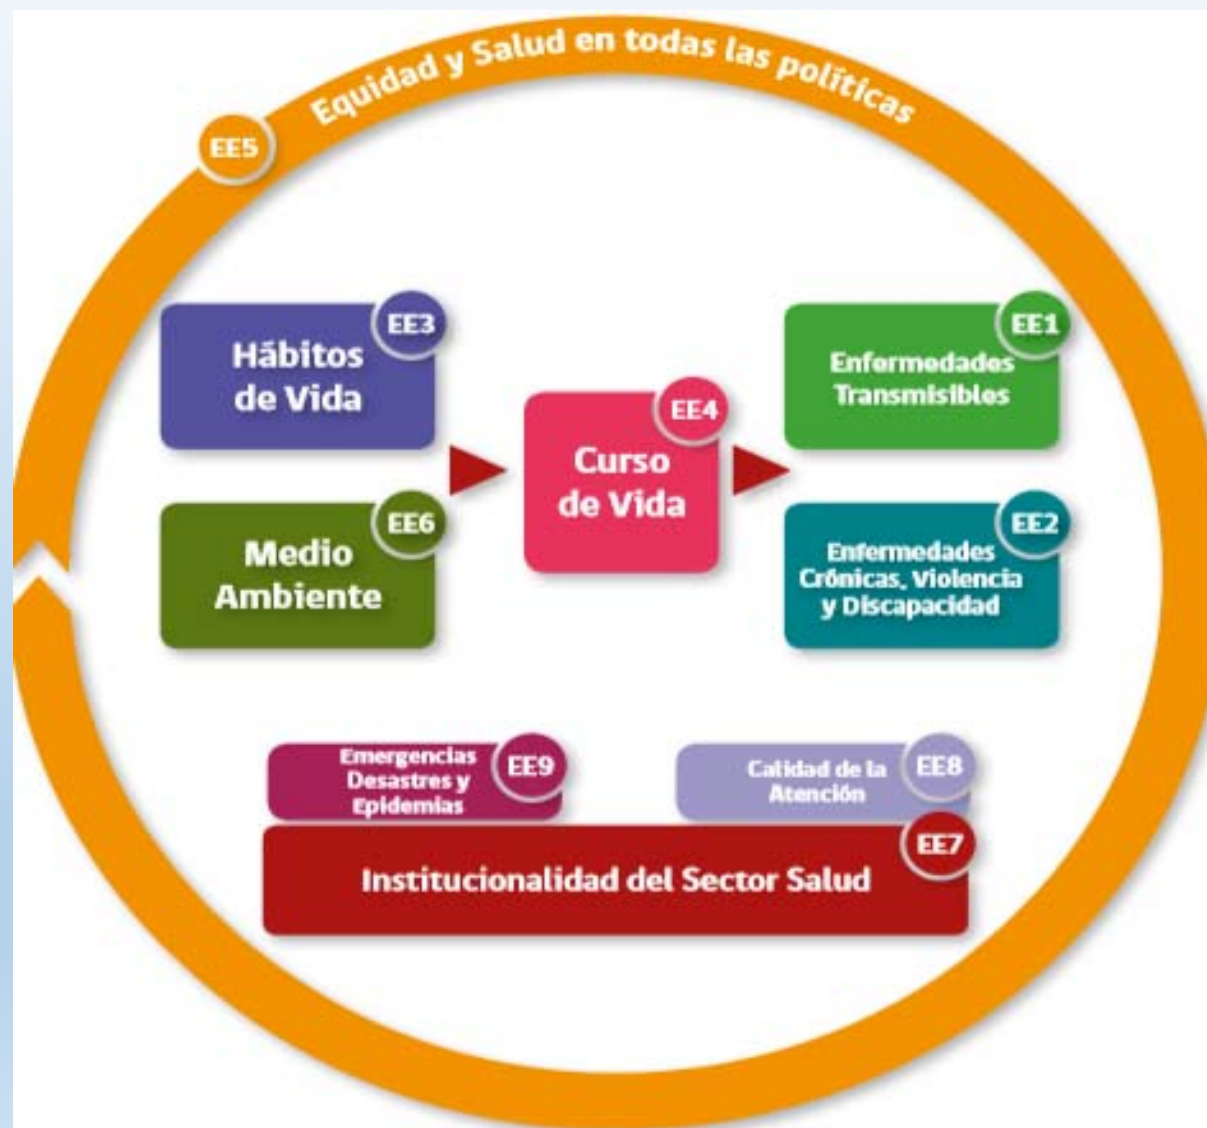 Equidad y Salud en todas las políticas
EE5
EE3
Hábitos
de Vida
EE6
Medio
Ambiente
EE4
Curso
de Vida
EE1
Enfermedades
Transmisibles
EE2
Enfermedades
Crónicas, Violencia
y Discapacidad
EE9
Emergencias
Desastres y
Epidemias
EE8
Calidad de la
Atención
EE7
Institucionalidad del Sector Salud